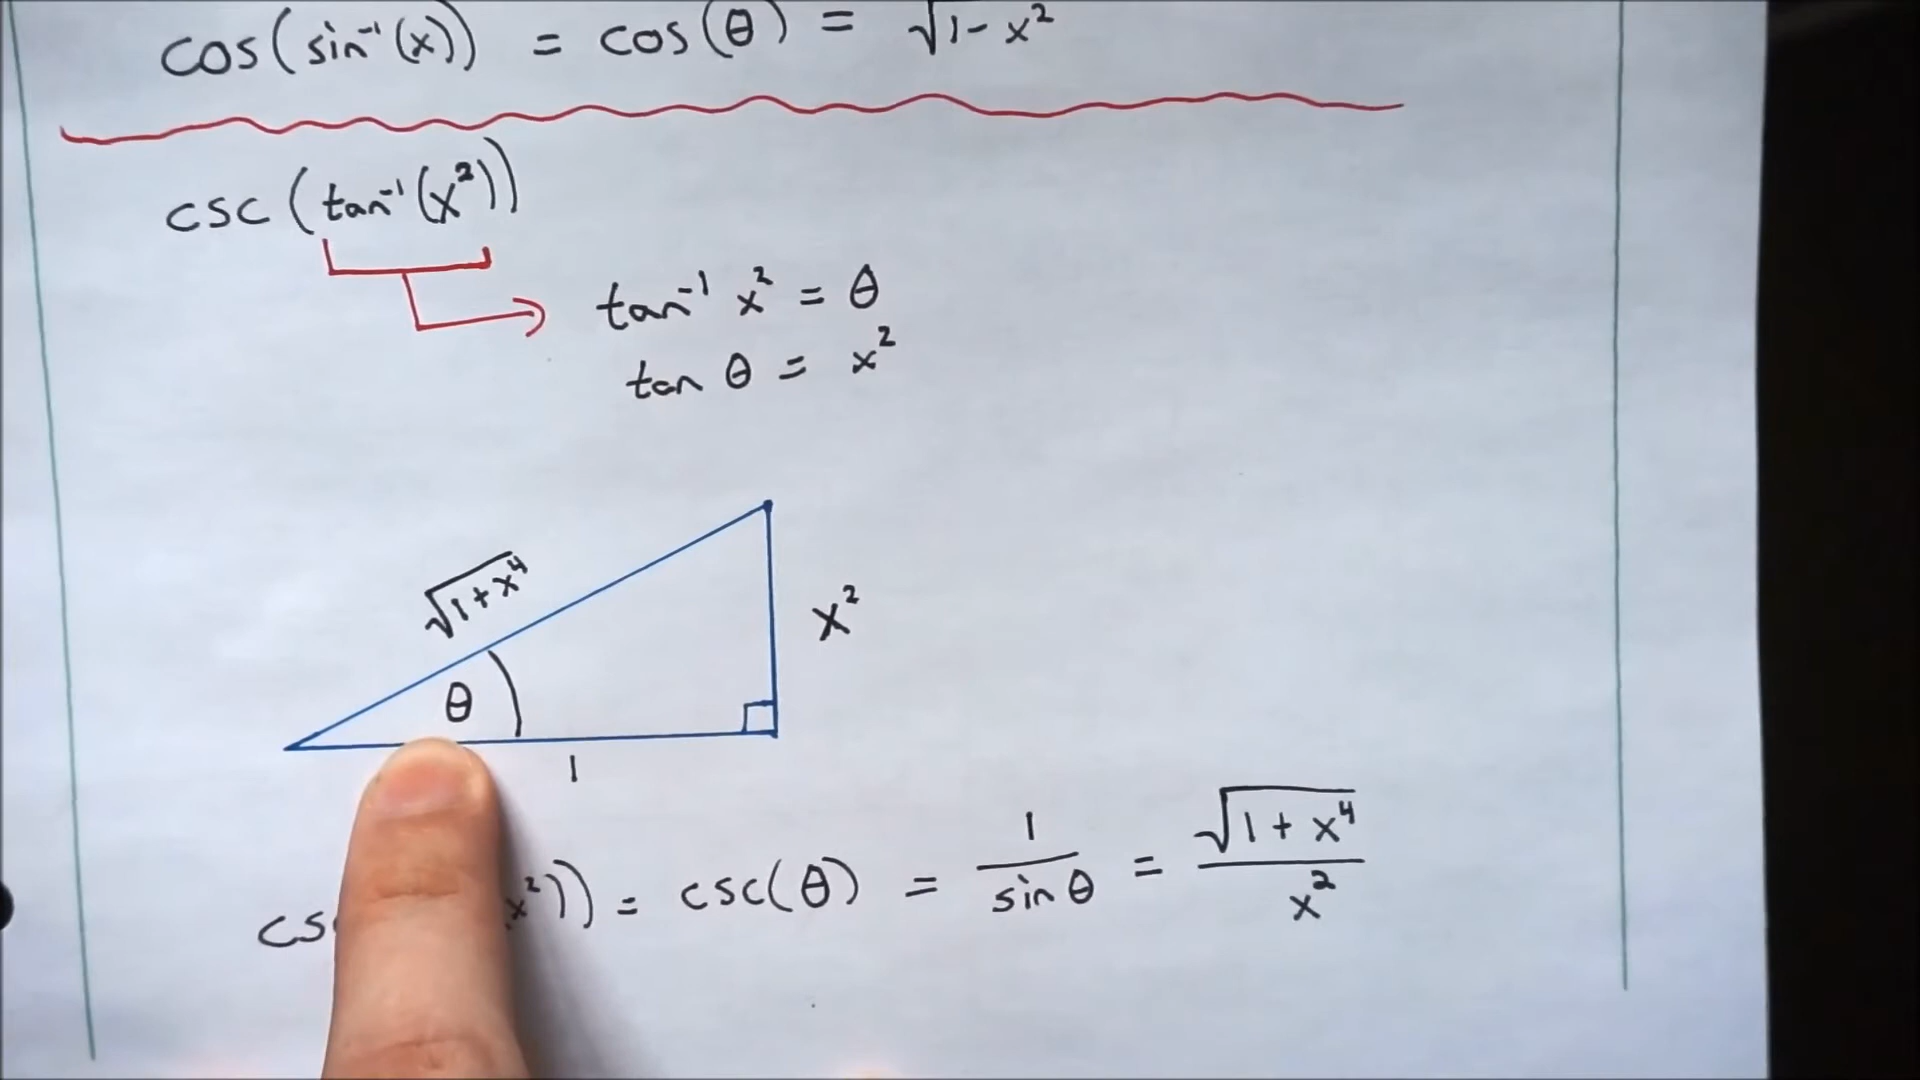 cos(sin⁻¹(x)) = cos(θ) = √1-x²
csc(tan⁻¹(x²))
tan⁻¹ x² = θ
tan θ = x²
√1+x⁴
x²
θ
1
x²)) = csc(θ) = 1/sin θ = √1+x⁴/x²